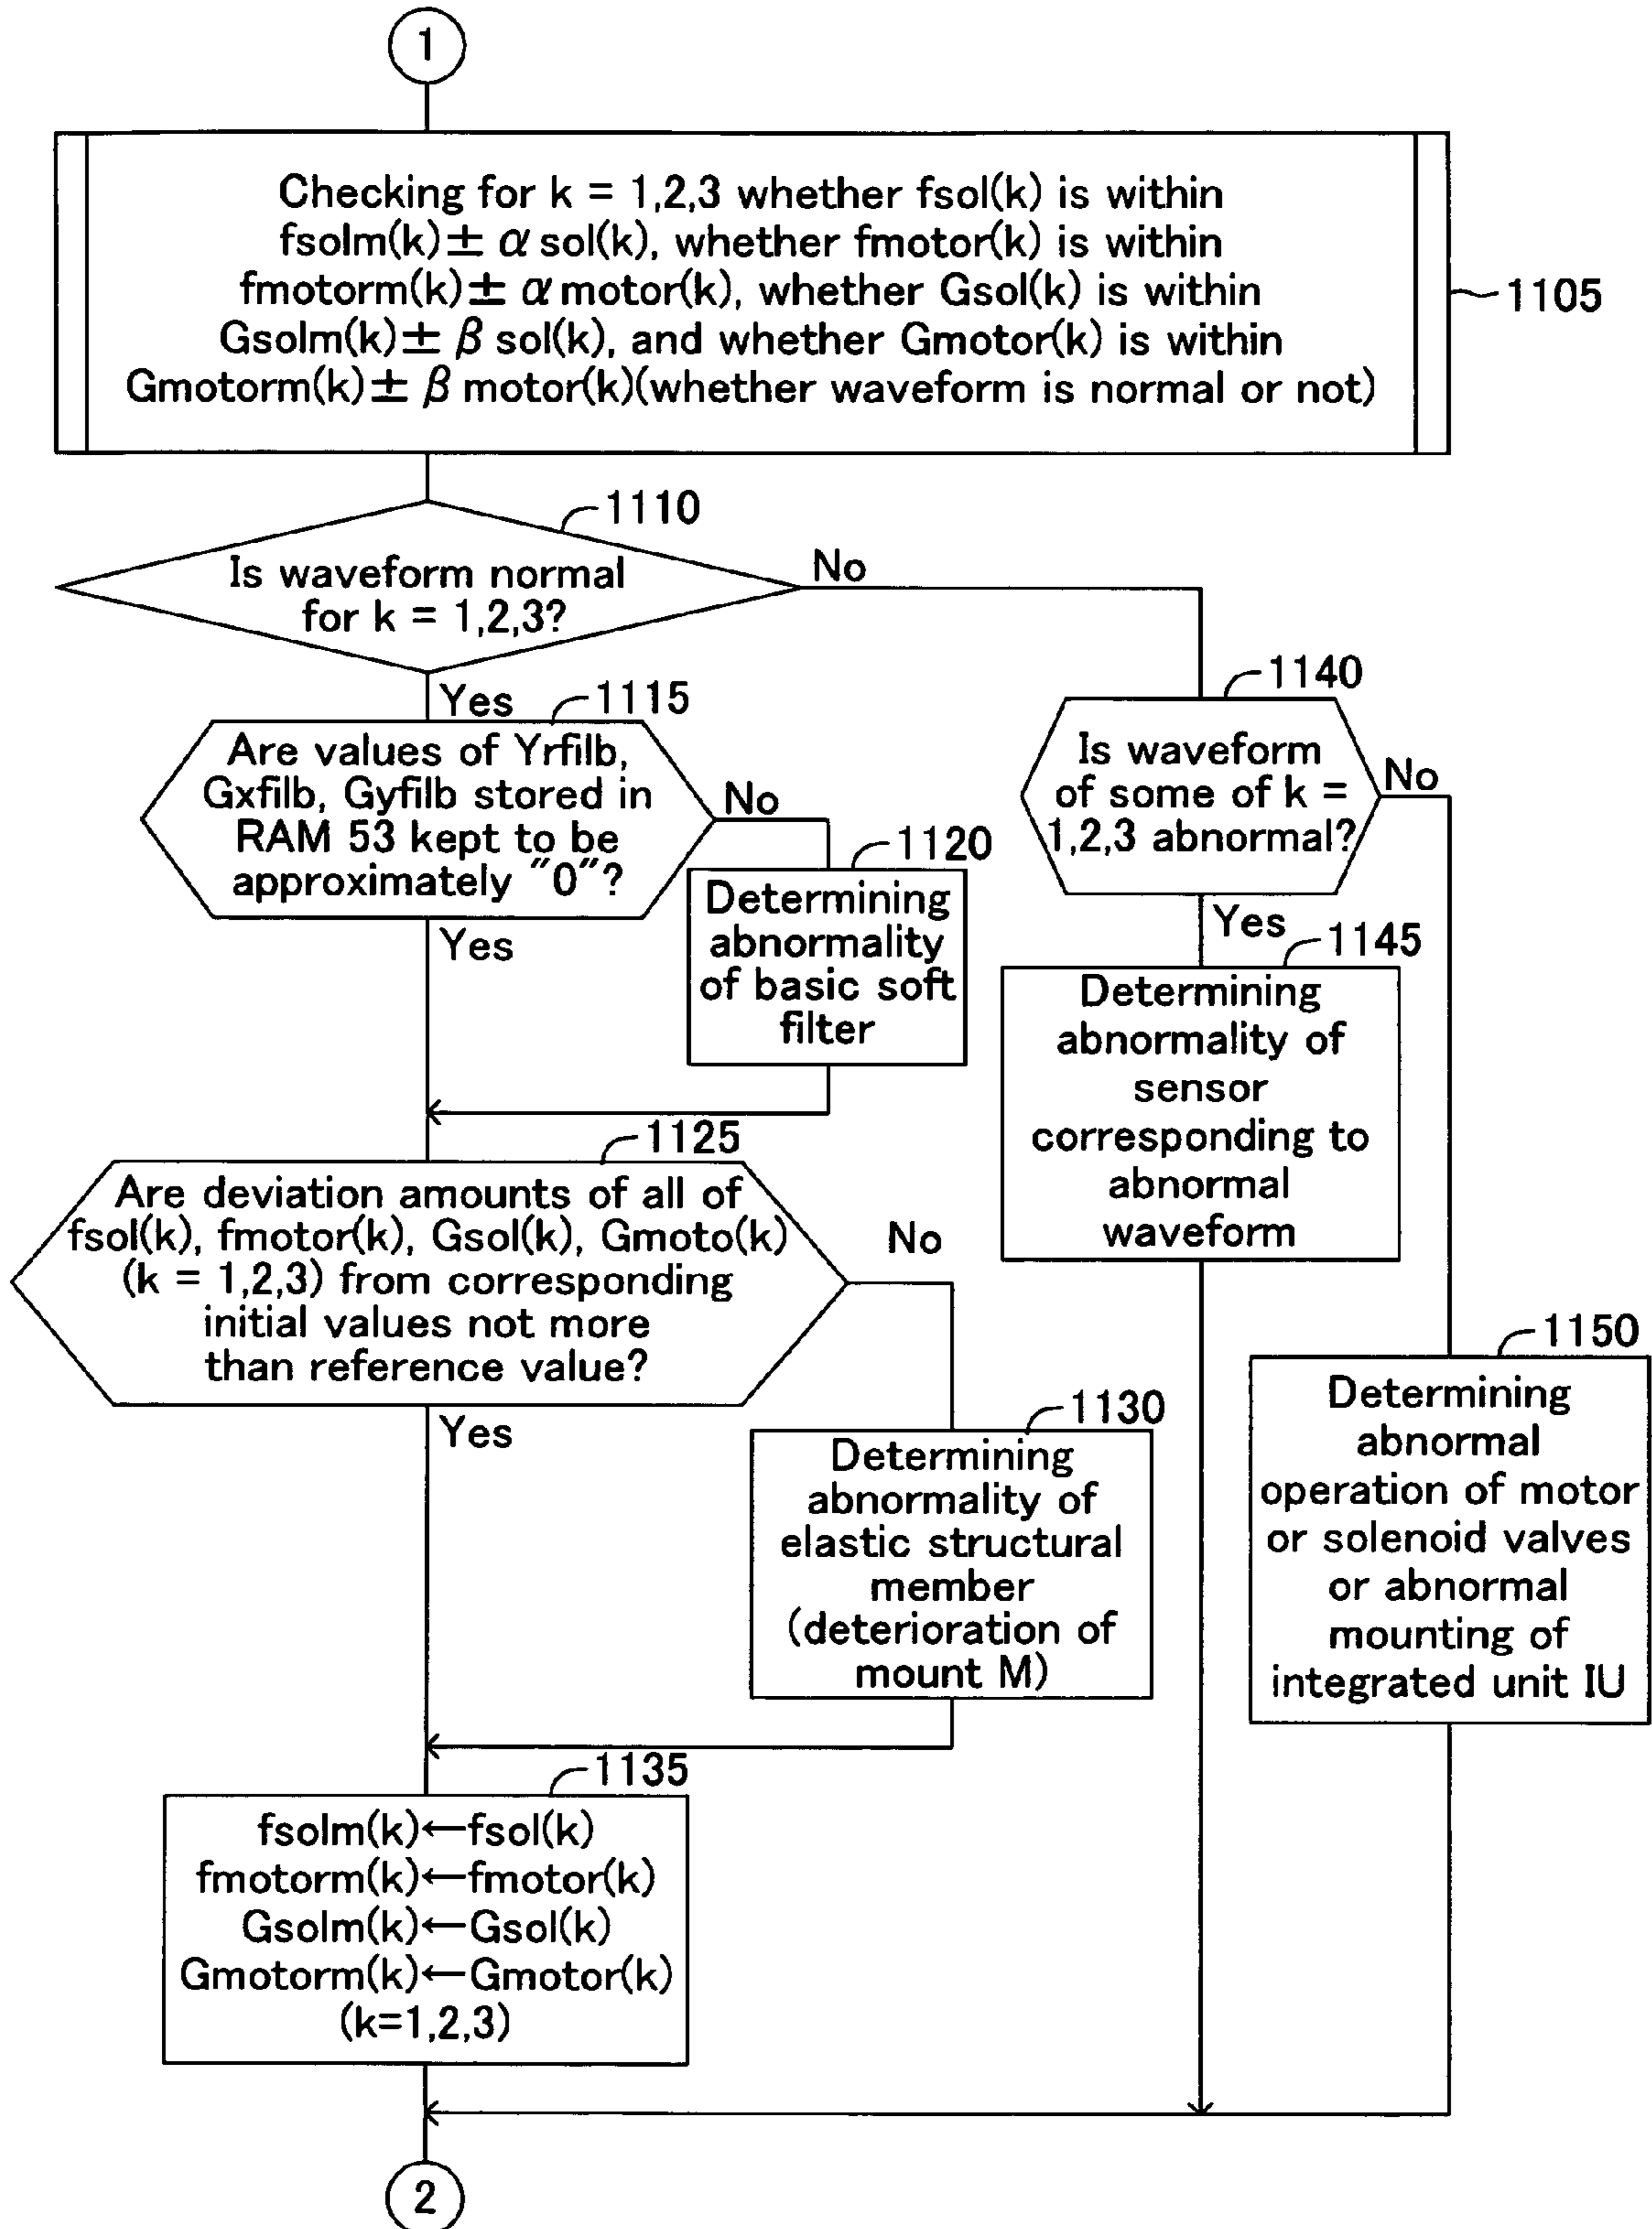 1
Checking for k = 1,2,3 whether fsol(k) is within
fsolm(k)± α sol(k), whether fmotor(k) is within
fmotorm(k)± α motor(k), whether Gsol(k) is within
Gsolm(k)± β sol(k), and whether Gmotor(k) is within
Gmotorm(k)± β motor(k)(whether waveform is normal or not)
1105
1110
Is waveform normal
for k = 1,2,3?
No
Yes
1115
Are values of Yrfilb,
Gxfilb, Gyfilb stored in
RAM 53 kept to be
approximately "0"?
No
Yes
1120
Determining
abnormality
of basic soft
filter
1140
Is waveform
of some of k =
1,2,3 abnormal?
No
Yes
1145
Determining
abnormality of
sensor
corresponding to
abnormal
waveform
1125
Are deviation amounts of all of
fsol(k), fmotor(k), Gsol(k), Gmoto(k)
(k = 1,2,3) from corresponding
initial values not more
than reference value?
No
Yes
1130
Determining
abnormality of
elastic structural
member
(deterioration of
mount M)
1150
Determining
abnormal
operation of motor
or solenoid valves
or abnormal
mounting of
integrated unit IU
1135
fsolm(k)←fsol(k)
fmotorm(k)←fmotor(k)
Gsolm(k)←Gsol(k)
Gmotorm(k)←Gmotor(k)
(k=1,2,3)
2